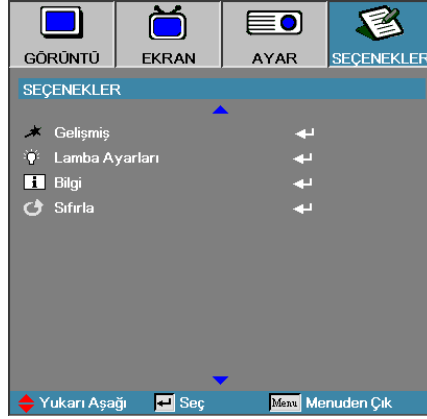 GÖRÜNTÜ EKRAN AYAR SEÇENEKLER
SEÇENEKLER
Gelişmiş
Lamba Ayarları
Bilgi
Sıfırla
Yukarı Aşağı Seç Menu Menuden Çık